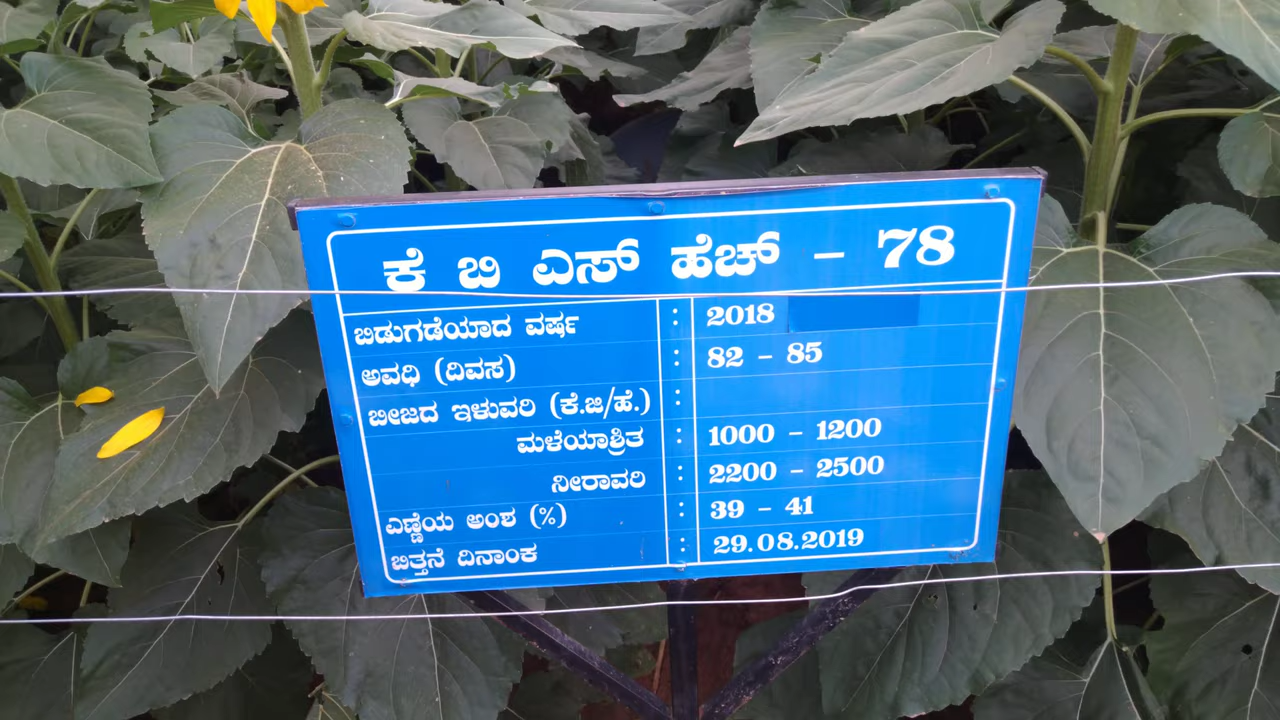 ಕೆ ಬಿ ಎಸ್ ಹೆಚ್ - 78
ಬಿಡುಗಡೆಯಾದ ವರ್ಷ : 2018
ಅವಧಿ (ದಿವಸ) : 82 - 85
ಬೀಜದ ಇಳುವರಿ (ಕೆ.ಜಿ/ಹೆ.) :
ಮಳೆಯಾಶ್ರಿತ : 1000 - 1200
ನೀರಾವರಿ : 2200 - 2500
ಎಣ್ಣೆಯ ಅಂಶ (%) : 39 - 41
ಬಿತ್ತನೆ ದಿನಾಂಕ : 29.08.2019